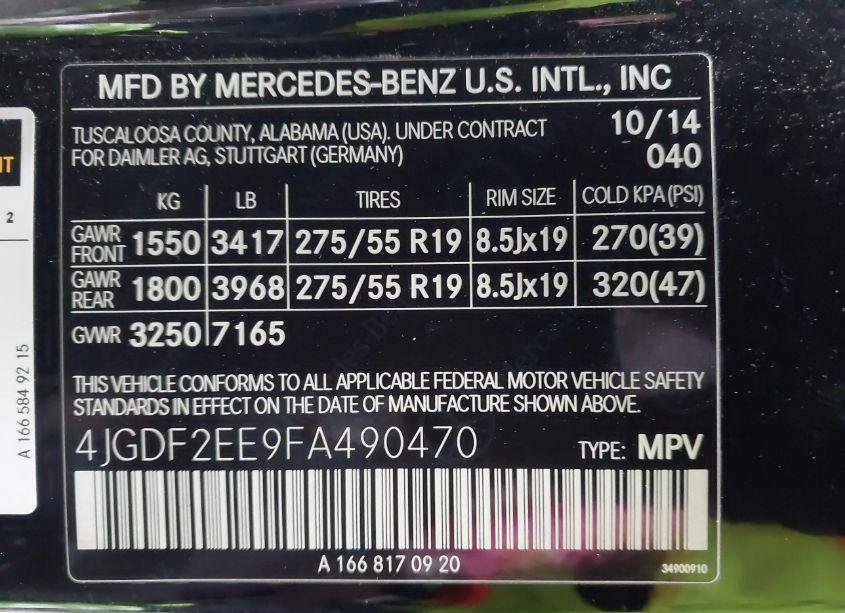 MFD BY MERCEDES-BENZ U.S. INTL., INC
TUSCALOOSA COUNTY, ALABAMA (USA). UNDER CONTRACT
FOR DAIMLER AG, STUTTGART (GERMANY)
10/14
040
KG LB TIRES RIM SIZE COLD KPA (PSI)
GAWR FRONT 1550 3417 275/55 R19 8.5Jx19 270(39)
GAWR REAR 1800 3968 275/55 R19 8.5Jx19 320(47)
GVWR 3250 7165
THIS VEHICLE CONFORMS TO ALL APPLICABLE FEDERAL MOTOR VEHICLE SAFETY
STANDARDS IN EFFECT ON THE DATE OF MANUFACTURE SHOWN ABOVE.
4JGDF2EE9FA490470 TYPE: MPV
A 166 817 09 20
34900910
2
A 166 584 92 15